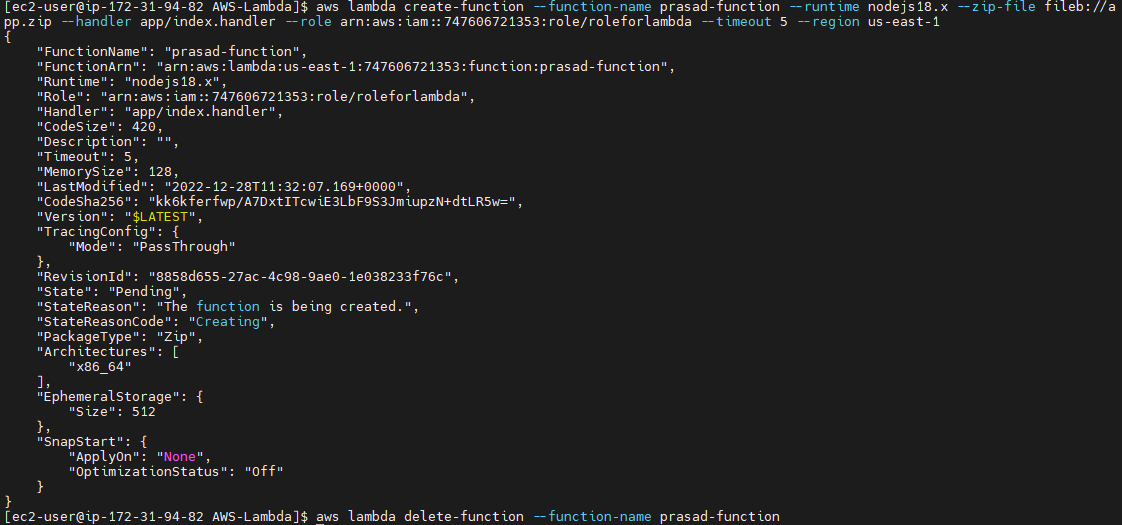 [ec2-user@ip-172-31-94-82 AWS-Lambda]$ aws lambda create-function --function-name prasad-function --runtime nodejs18.x --zip-file fileb://a
pp.zip --handler app/index.handler --role arn:aws:iam::747606721353:role/roleforlambda --timeout 5 --region us-east-1
{
    "FunctionName": "prasad-function",
    "FunctionArn": "arn:aws:lambda:us-east-1:747606721353:function:prasad-function",
    "Runtime": "nodejs18.x",
    "Role": "arn:aws:iam::747606721353:role/roleforlambda",
    "Handler": "app/index.handler",
    "CodeSize": 420,
    "Description": "",
    "Timeout": 5,
    "MemorySize": 128,
    "LastModified": "2022-12-28T11:32:07.169+0000",
    "CodeSha256": "kk6kferfwp/A7DxtITcwiE3LbF9S3JmiupzN+dtLR5w=",
    "Version": "$LATEST",
    "TracingConfig": {
        "Mode": "PassThrough"
    },
    "RevisionId": "8858d655-27ac-4c98-9ae0-1e038233f76c",
    "State": "Pending",
    "StateReason": "The function is being created.",
    "StateReasonCode": "Creating",
    "PackageType": "Zip",
    "Architectures": [
        "x86_64"
    ],
    "EphemeralStorage": {
        "Size": 512
    },
    "SnapStart": {
        "ApplyOn": "None",
        "OptimizationStatus": "Off"
    }
}
[ec2-user@ip-172-31-94-82 AWS-Lambda]$ aws lambda delete-function --function-name prasad-function